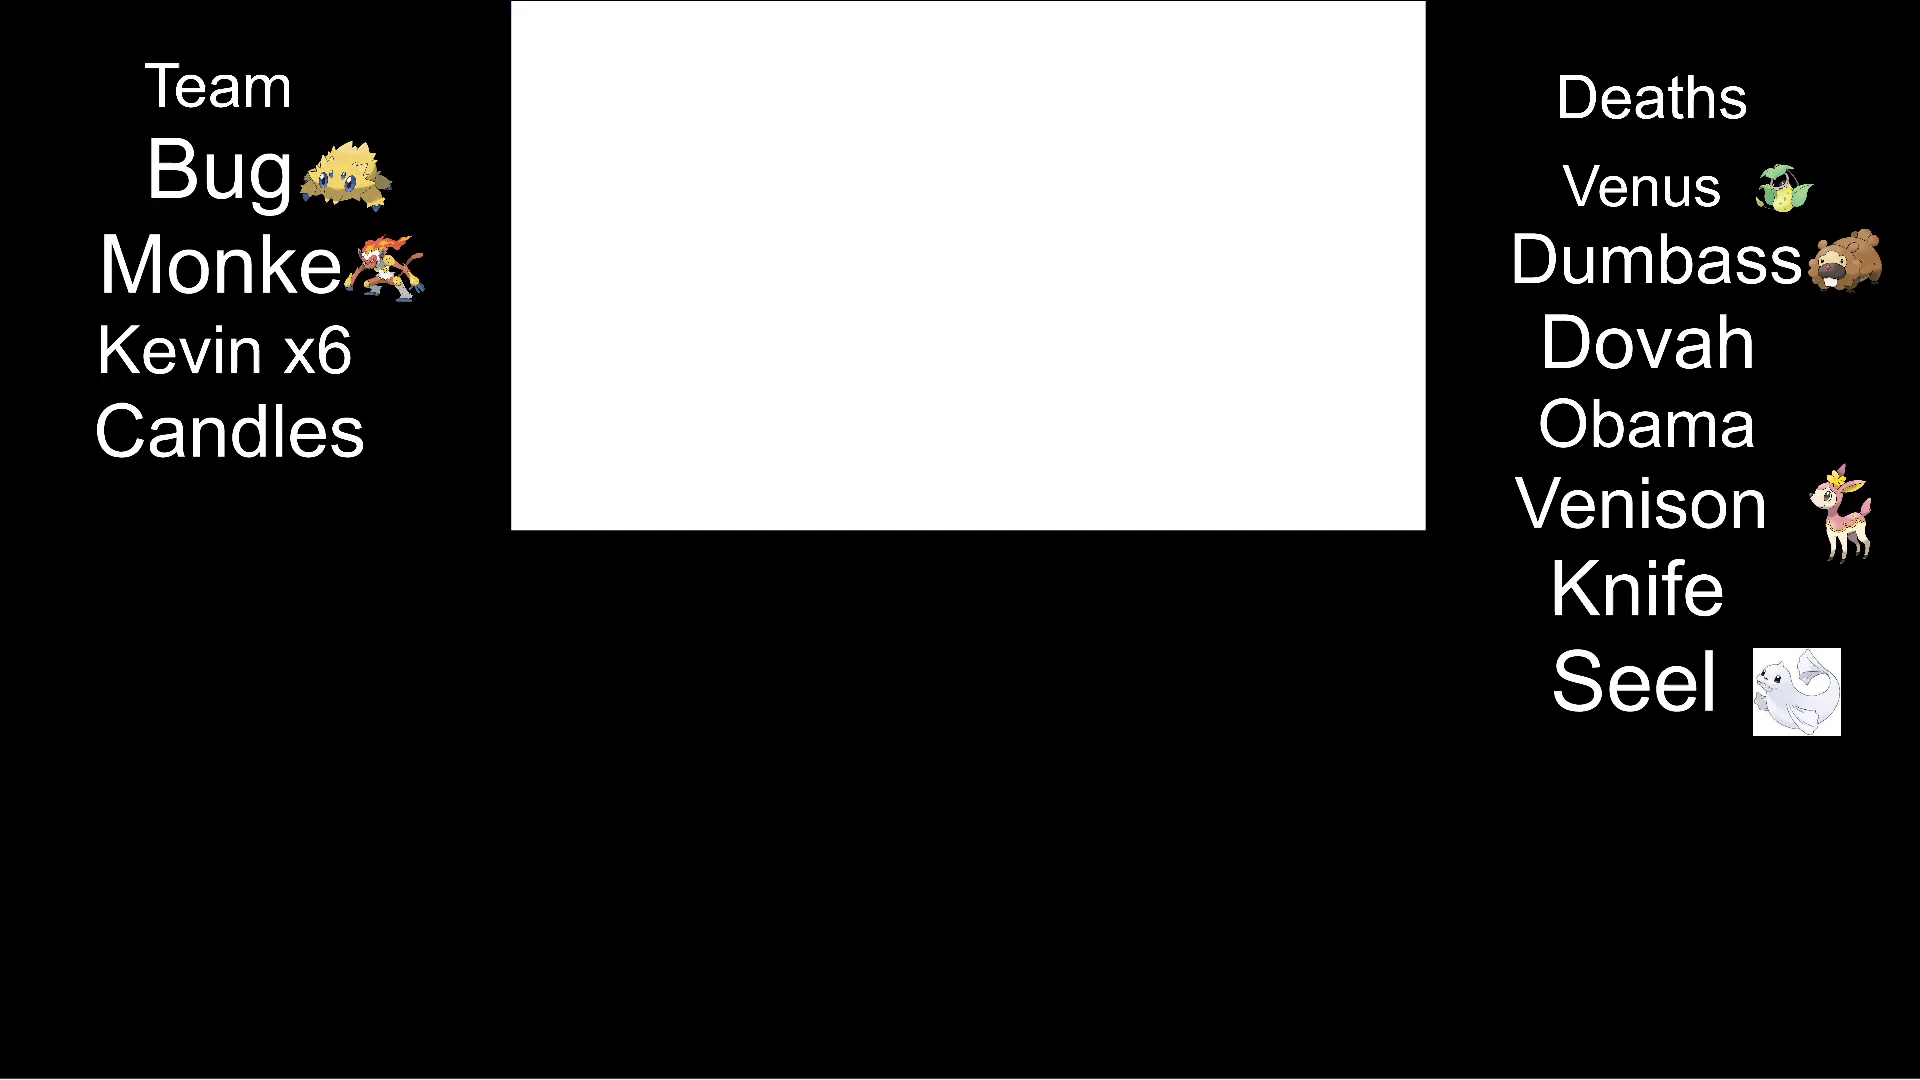 Team
Bug
Monke
Kevin x6
Candles
Deaths
Venus
Dumbass
Dovah
Obama
Venison
Knife
Seel